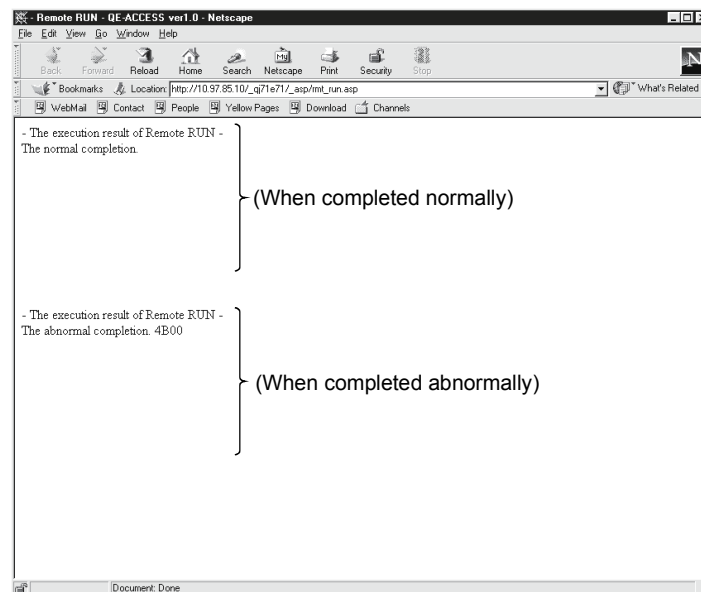 - Remote RUN - QE-ACCESS ver1.0 - Netscape
File Edit View Go Window Help
Back Forward Reload Home Search Netscape Print Security Stop
My
N
Bookmarks Location: http://10.97.85.10/_qj71e71/_asp/rmt_run.asp What's Related
WebMail Contact People Yellow Pages Download Channels
- The execution result of Remote RUN -
The normal completion.
(When completed normally)
- The execution result of Remote RUN -
The abnormal completion. 4B00
(When completed abnormally)
Document: Done